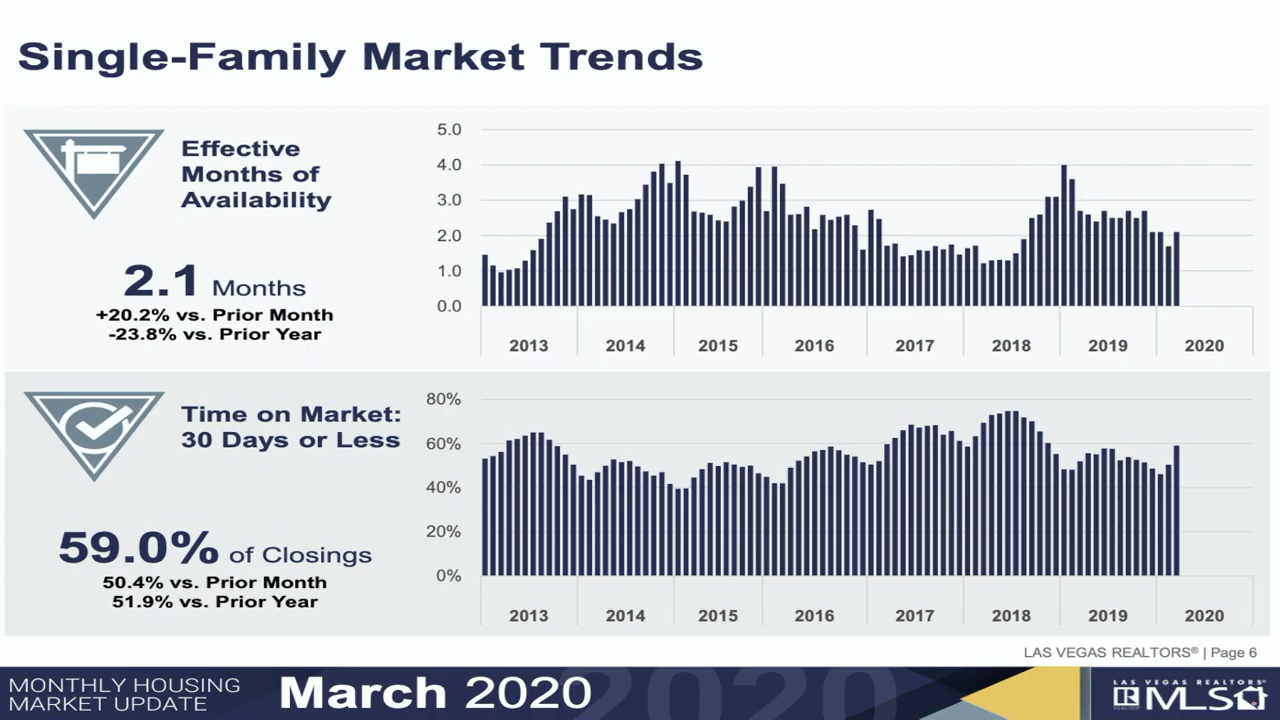 Single-Family Market Trends
Effective
Months of
Availability
2.1 Months
+20.2% vs. Prior Month
-23.8% vs. Prior Year
5.0
4.0
3.0
2.0
1.0
0.0
2013 2014 2015 2016 2017 2018 2019 2020
Time on Market:
30 Days or Less
59.0% of Closings
50.4% vs. Prior Month
51.9% vs. Prior Year
80%
60%
40%
20%
0%
2013 2014 2015 2016 2017 2018 2019 2020
LAS VEGAS REALTORS® | Page 6
MONTHLY HOUSING
MARKET UPDATE
March 2020
2020
LAS VEGAS REALTORS®
R MLS
REALTOR